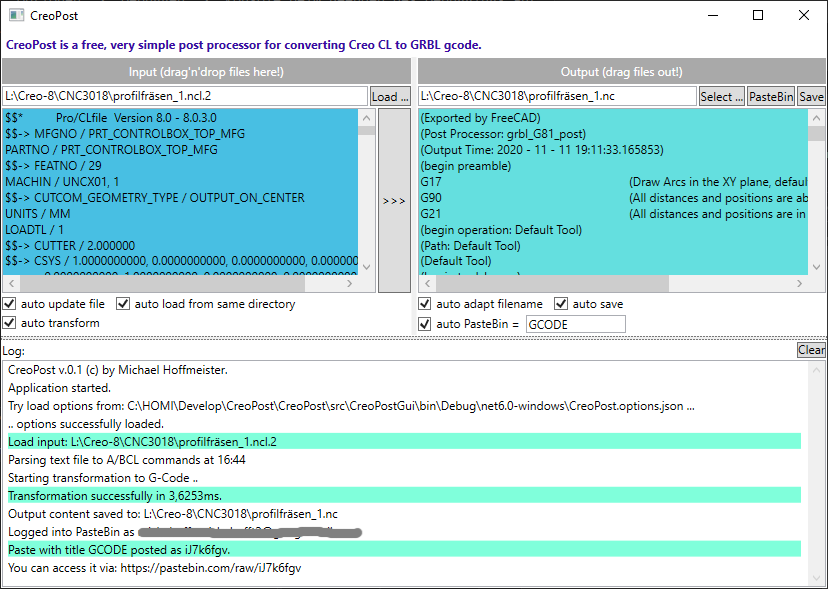 CreoPost
CreoPost is a free, very simple post processor for converting Creo CL to GRBL gcode.
Input (drag'n'drop files here!)
L:\Creo-8\CNC3018\profilfräsen_1.ncl.2
Load ...
$$* Pro/CLfile Version 8.0 - 8.0.3.0
$$-> MFGNO / PRT_CONTROLBOX_TOP_MFG
PARTNO / PRT_CONTROLBOX_TOP_MFG
$$-> FEATNO / 29
MACHIN / UNCX01, 1
$$-> CUTCOM_GEOMETRY_TYPE / OUTPUT_ON_CENTER
UNITS / MM
LOADTL / 1
$$-> CUTTER / 2.000000
$$-> CSYS / 1.0000000000, 0.0000000000, 0.0000000000, 0.000000
>>>
auto update file
auto load from same directory
auto transform
Output (drag files out!)
L:\Creo-8\CNC3018\profilfräsen_1.nc
Select ...
PasteBin
Save
(Exported by FreeCAD)
(Post Processor: grbl_G81_post)
(Output Time: 2020 - 11 - 11 19:11:33.165853)
(begin preamble)
G17 (Draw Arcs in the XY plane, default
G90 (All distances and positions are ab
G21 (All distances and positions are in
(begin operation: Default Tool)
(Path: Default Tool)
(Default Tool)
auto adapt filename
auto save
auto PasteBin =
GCODE
Log:
Clear
CreoPost v.0.1 (c) by Michael Hoffmeister.
Application started.
Try load options from: C:\HOMI\Develop\CreoPost\CreoPost\src\CreoPostGui\bin\Debug\net6.0-windows\CreoPost.options.json ...
.. options successfully loaded.
Load input: L:\Creo-8\CNC3018\profilfräsen_1.ncl.2
Parsing text file to A/BCL commands at 16:44
Starting transformation to G-Code ..
Transformation successfully in 3,6253ms.
Output content saved to: L:\Creo-8\CNC3018\profilfräsen_1.nc
Logged into PasteBin as
Paste with title GCODE posted as iJ7k6fgv.
You can access it via: https://pastebin.com/raw/iJ7k6fgv